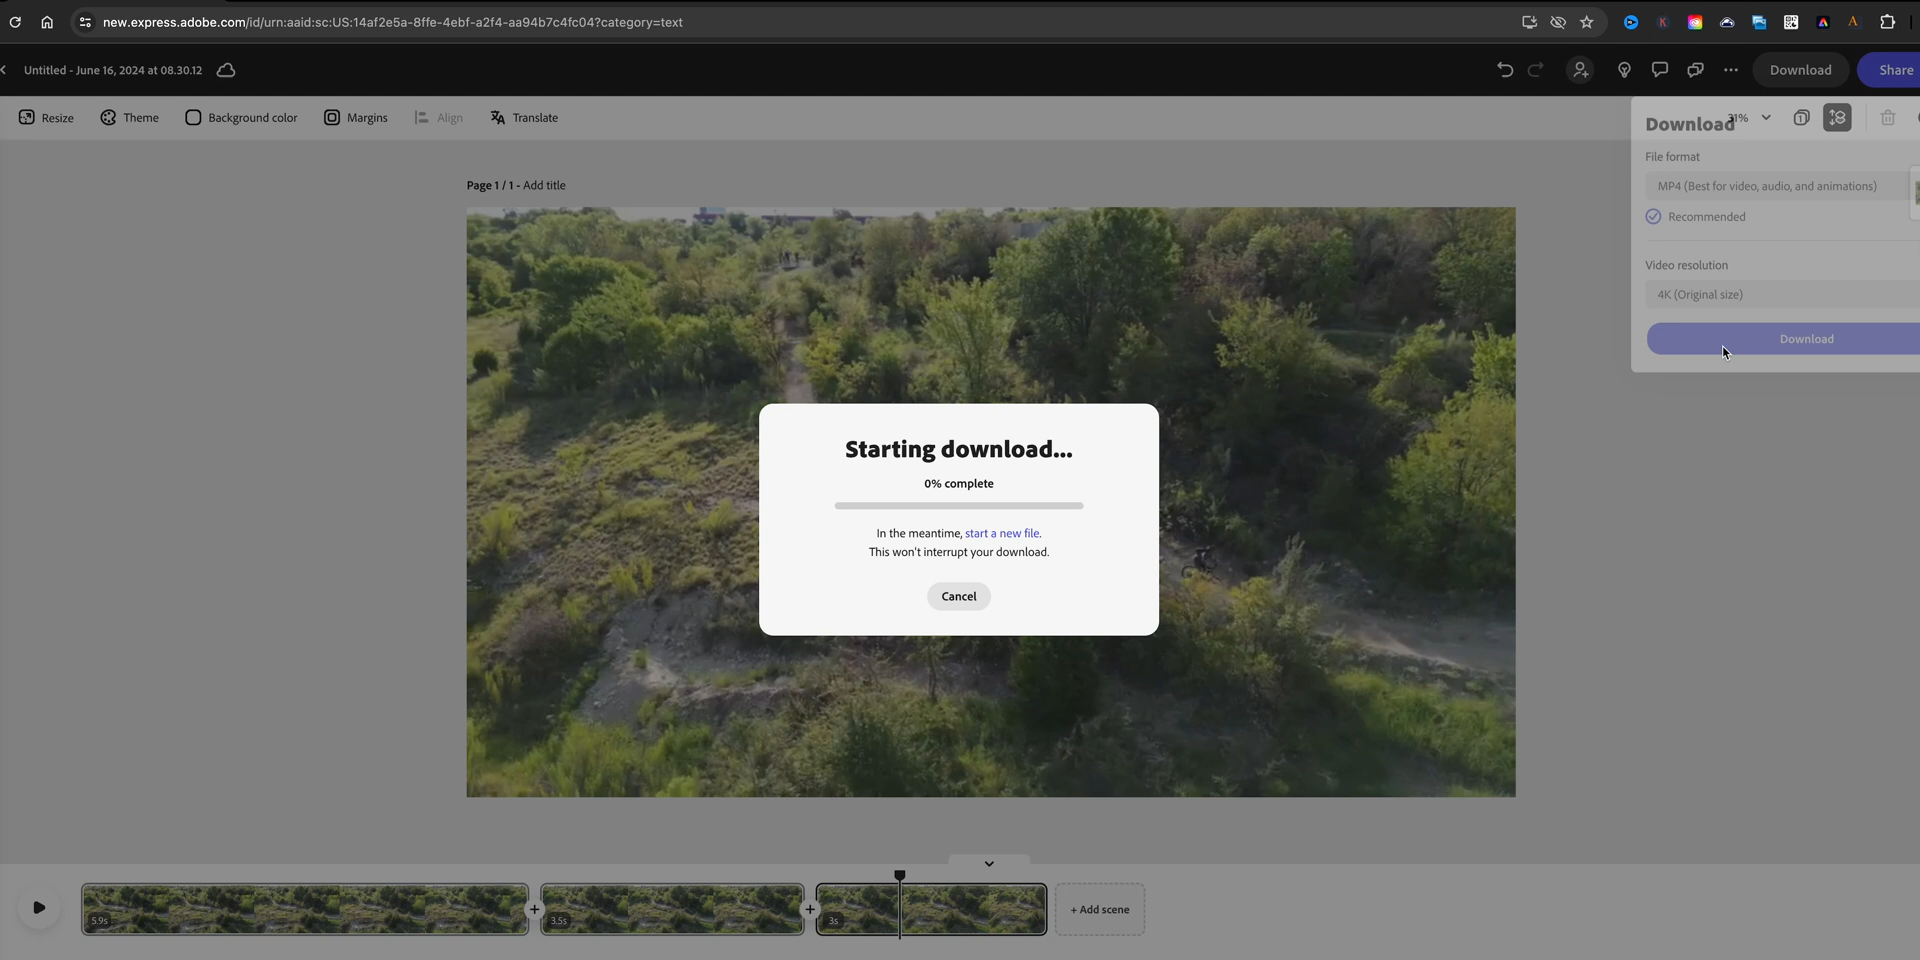 new.express.adobe.com/id/urn:aaid:sc:US:14af2e5a-8ffe-4ebf-a2f4-aa94b7c4fc04?category=text
Untitled - June 16, 2024 at 08.30.12
Download
Share
Resize
Theme
Background color
Margins
Align
Translate
31%
Download
File format
MP4 (Best for video, audio, and animations)
Recommended
Video resolution
4K (Original size)
Download
Page 1 / 1 - Add title
Starting download...
0% complete
In the meantime, start a new file.
This won't interrupt your download.
Cancel
5.9s
3.5s
3s
+ Add scene